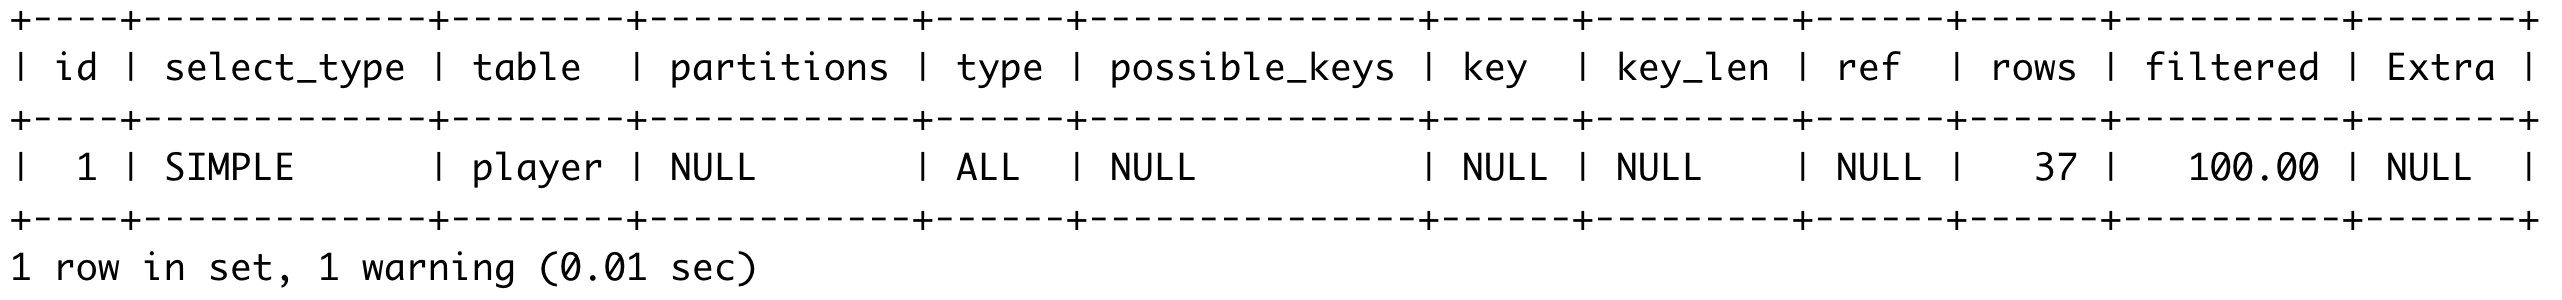 +----+-------------+--------+------------+------+---------------+------+---------+------+------+----------+-------+
| id | select_type | table  | partitions | type | possible_keys | key  | key_len | ref  | rows | filtered | Extra |
+----+-------------+--------+------------+------+---------------+------+---------+------+------+----------+-------+
|  1 | SIMPLE      | player | NULL       | ALL  | NULL          | NULL | NULL    | NULL |   37 |   100.00 | NULL  |
+----+-------------+--------+------------+------+---------------+------+---------+------+------+----------+-------+
1 row in set, 1 warning (0.01 sec)